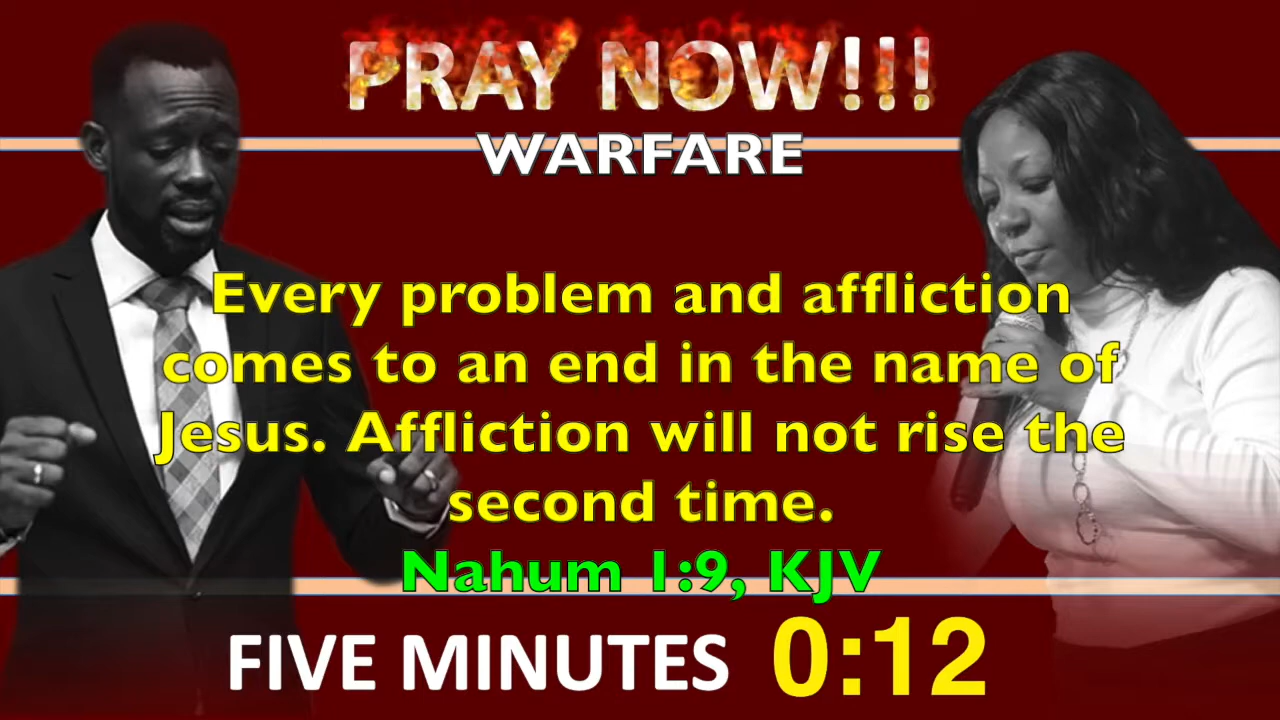 PRAY NOW!!!
WARFARE
Every problem and affliction
comes to an end in the name of
Jesus. Affliction will not rise the
second time.
Nahum 1:9, KJV
FIVE MINUTES 0:12